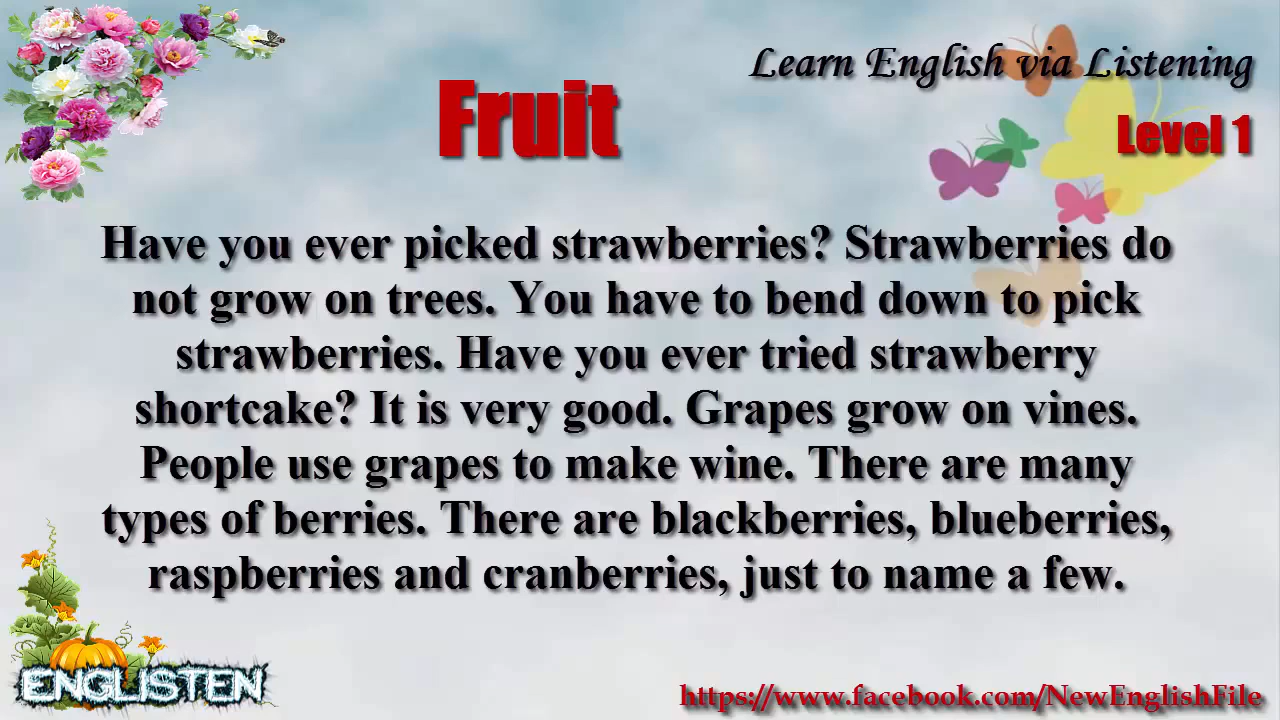 Learn English via Listening
Fruit
Level 1
Have you ever picked strawberries? Strawberries do
not grow on trees. You have to bend down to pick
strawberries. Have you ever tried strawberry
shortcake? It is very good. Grapes grow on vines.
People use grapes to make wine. There are many
types of berries. There are blackberries, blueberries,
raspberries and cranberries, just to name a few.
ENGLISTEN
https://www.facebook.com/NewEnglishFile